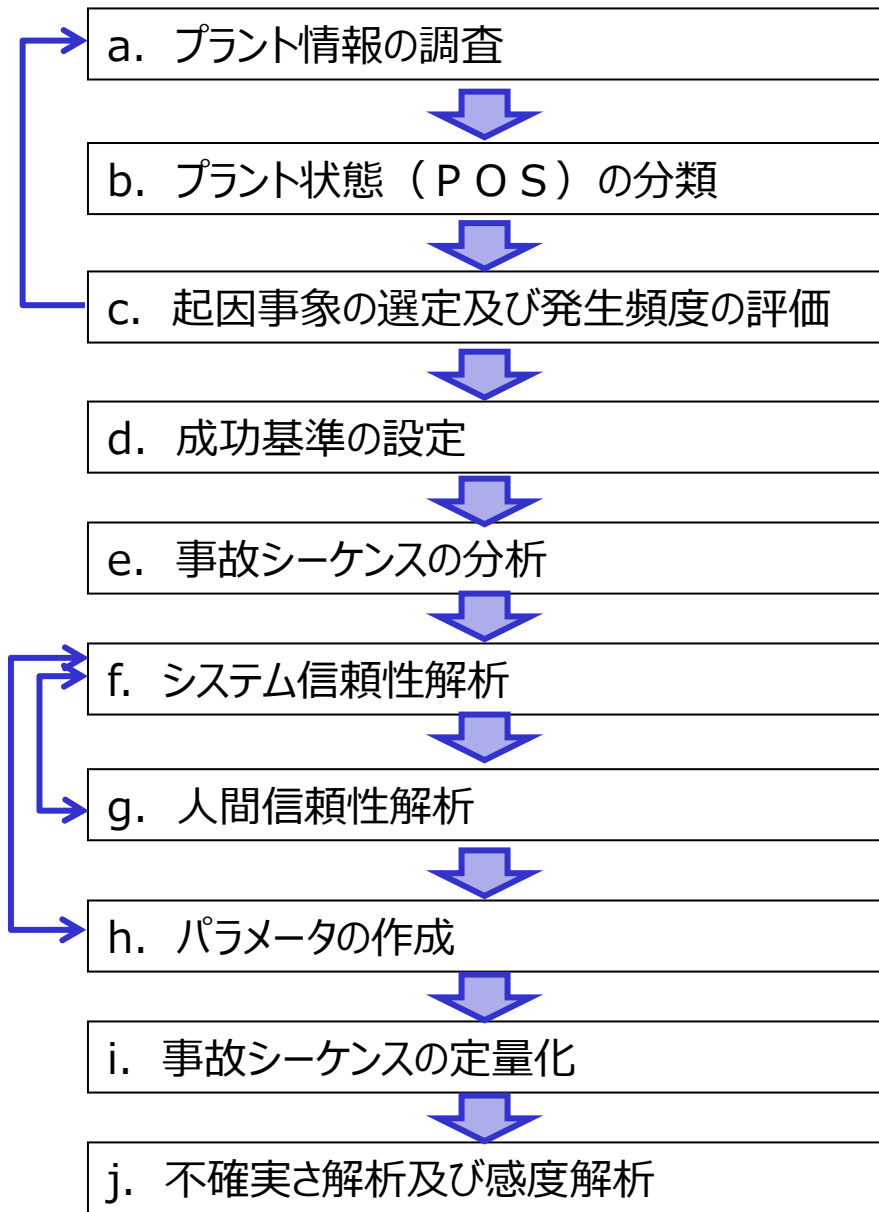 a. プラント情報の調査
b. プラント状態（ＰＯＳ）の分類
c. 起因事象の選定及び発生頻度の評価
d. 成功基準の設定
e. 事故シーケンスの分析
f. システム信頼性解析
g. 人間信頼性解析
h. パラメータの作成
i. 事故シーケンスの定量化
j. 不確実さ解析及び感度解析